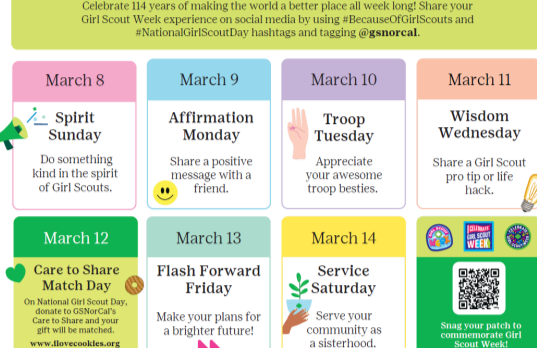 Celebrate 114 years of making the world a better place all week long! Share your
Girl Scout Week experience on social media by using #BecauseOfGirlScouts and
#NationalGirlScoutDay hashtags and tagging @gsnorcal.
March 8
Spirit
Sunday
Do something
kind in the spirit
of Girl Scouts.
March 9
Affirmation
Monday
Share a positive
message with a
friend.
March 10
Troop
Tuesday
Appreciate
your awesome
troop besties.
March 11
Wisdom
Wednesday
Share a Girl Scout
pro tip or life
hack.
March 12
Care to Share
Match Day
On National Girl Scout Day,
donate to GSNorCal's
Care to Share and your
gift will be matched.
www.ilovecookies.org
March 13
Flash Forward
Friday
Make your plans for
a brighter future!
March 14
Service
Saturday
Serve your
community as
a sisterhood.
CELEBRATE
GIRL SCOUT
WEEK
Snag your patch to
commemorate Girl
Scout Week!